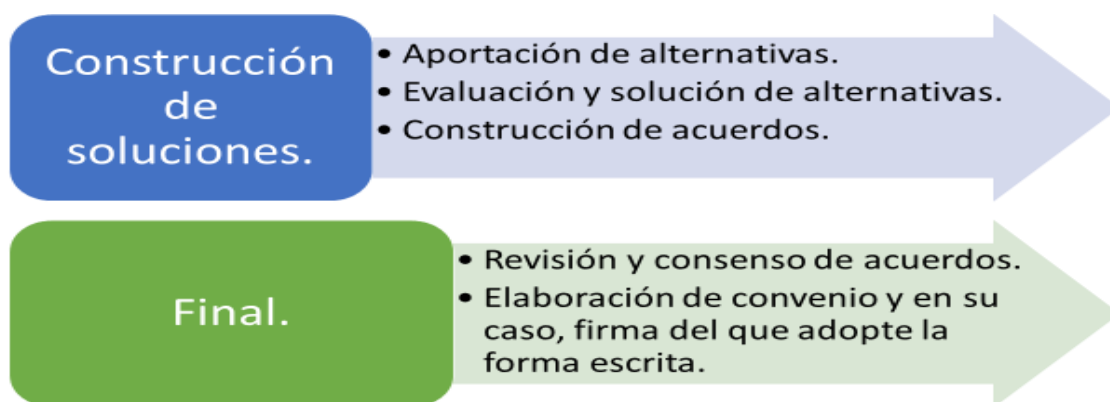 Construcción
de
soluciones.
• Aportación de alternativas.
• Evaluación y solución de alternativas.
• Construcción de acuerdos.
Final.
• Revisión y consenso de acuerdos.
• Elaboración de convenio y en su
caso, firma del que adopte la
forma escrita.